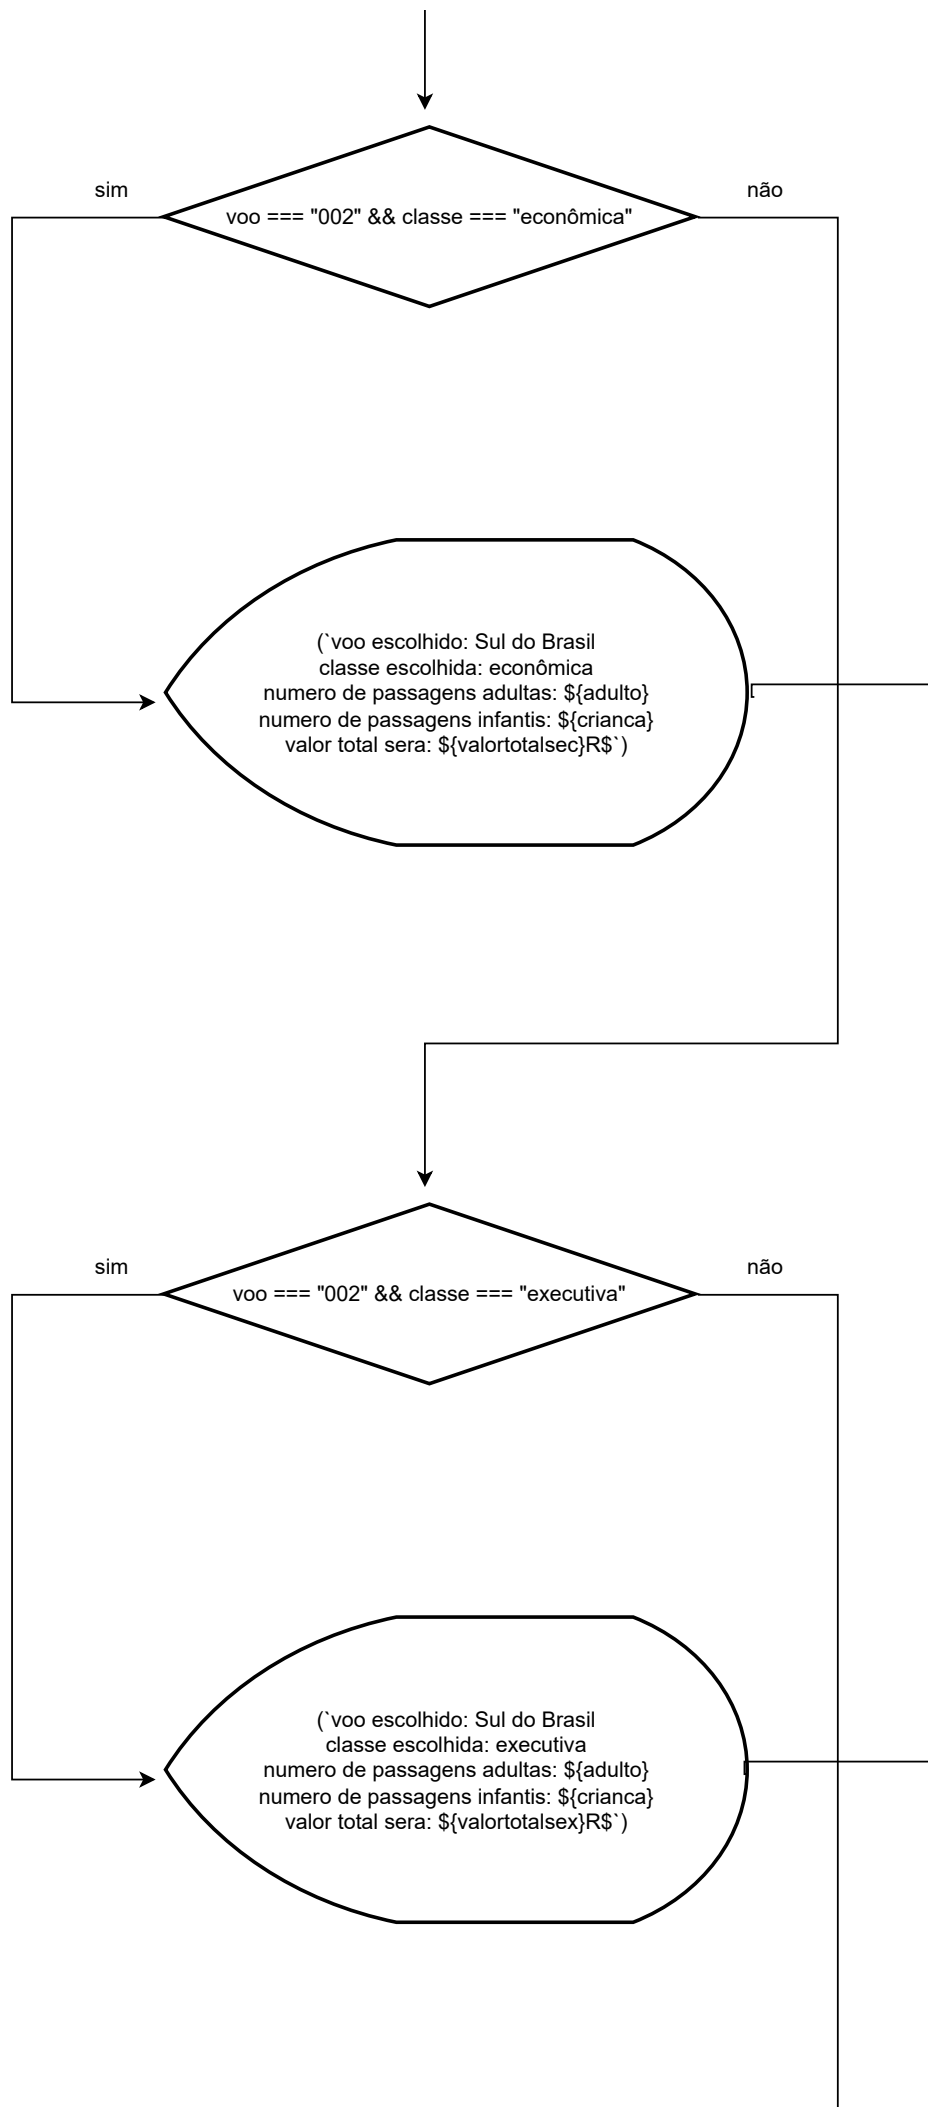 sim
não
voo === "002" && classe === "econômica"
(`voo escolhido: Sul do Brasil
classe escolhida: econômica
numero de passagens adultas: ${adulto}
numero de passagens infantis: ${crianca}
valor total sera: ${valortotalsec}R$`)
sim
não
voo === "002" && classe === "executiva"
(`voo escolhido: Sul do Brasil
classe escolhida: executiva
numero de passagens adultas: ${adulto}
numero de passagens infantis: ${crianca}
valor total sera: ${valortotalsex}R$`)